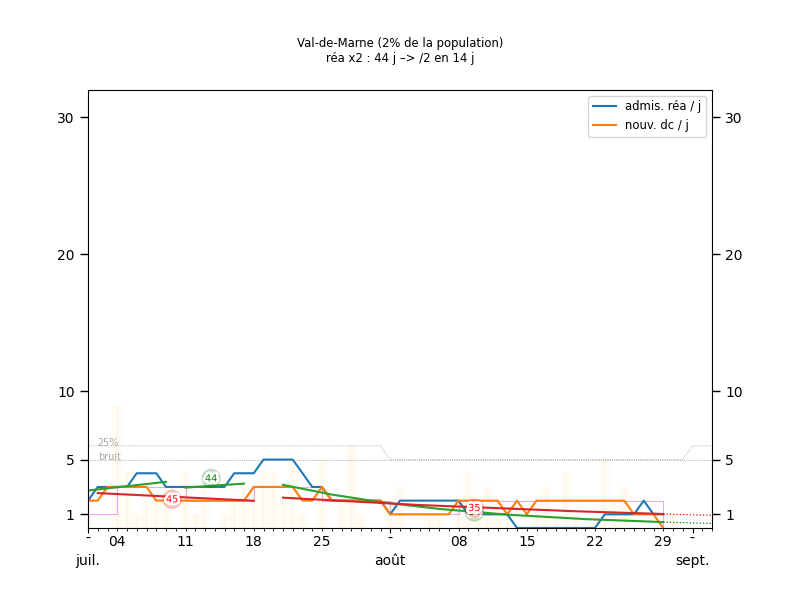 Val-de-Marne (2% de la population)
réa x2 : 44 j –> /2 en 14 j
admis. réa / j
nouv. dc / j
30
30
20
20
10
10
25%
bruit
5
5
44
45
35
1
1
- 04 11 18 25 - 08 15 22 29 -
juil. août sept.